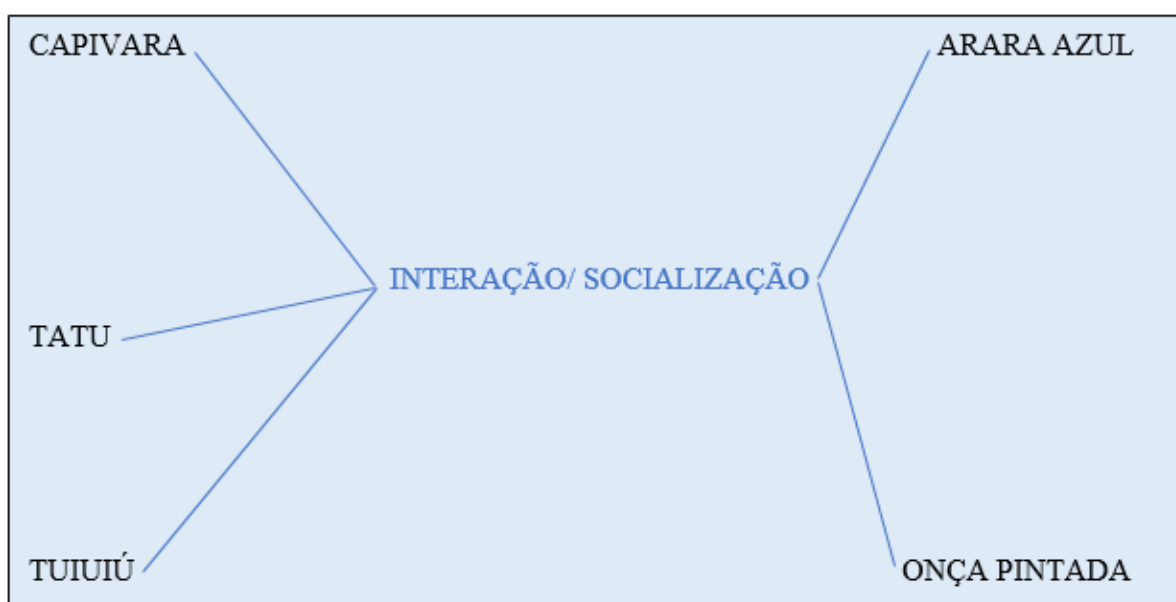 CAPIVARA
ARARA AZUL
INTERAÇÃO/ SOCIALIZAÇÃO
TATU
TUIUIÚ
ONÇA PINTADA